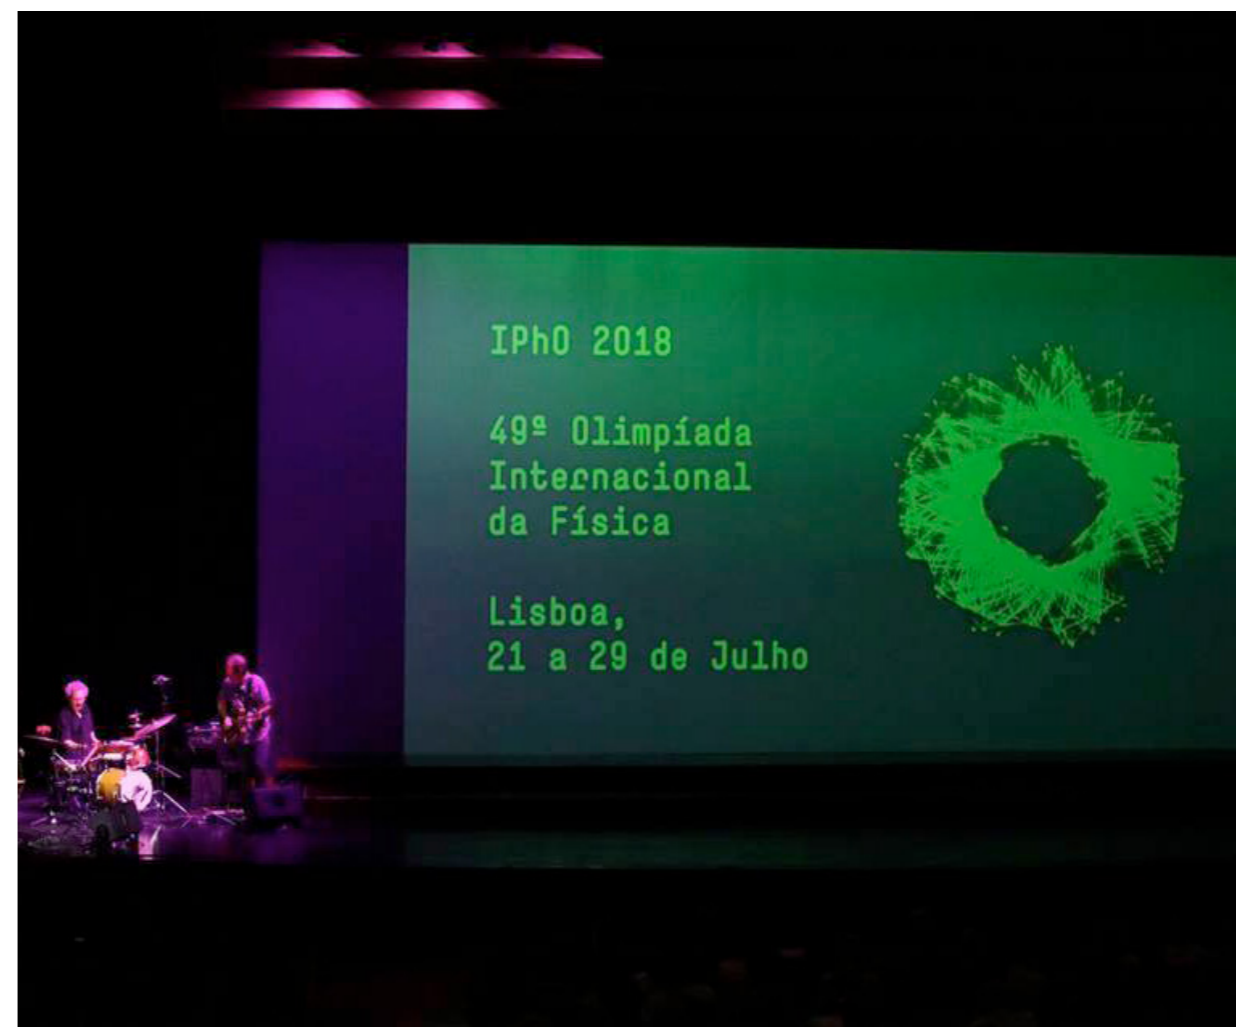 IPhO 2018
49ª Olimpíada
Internacional
da Física
Lisboa,
21 a 29 de Julho